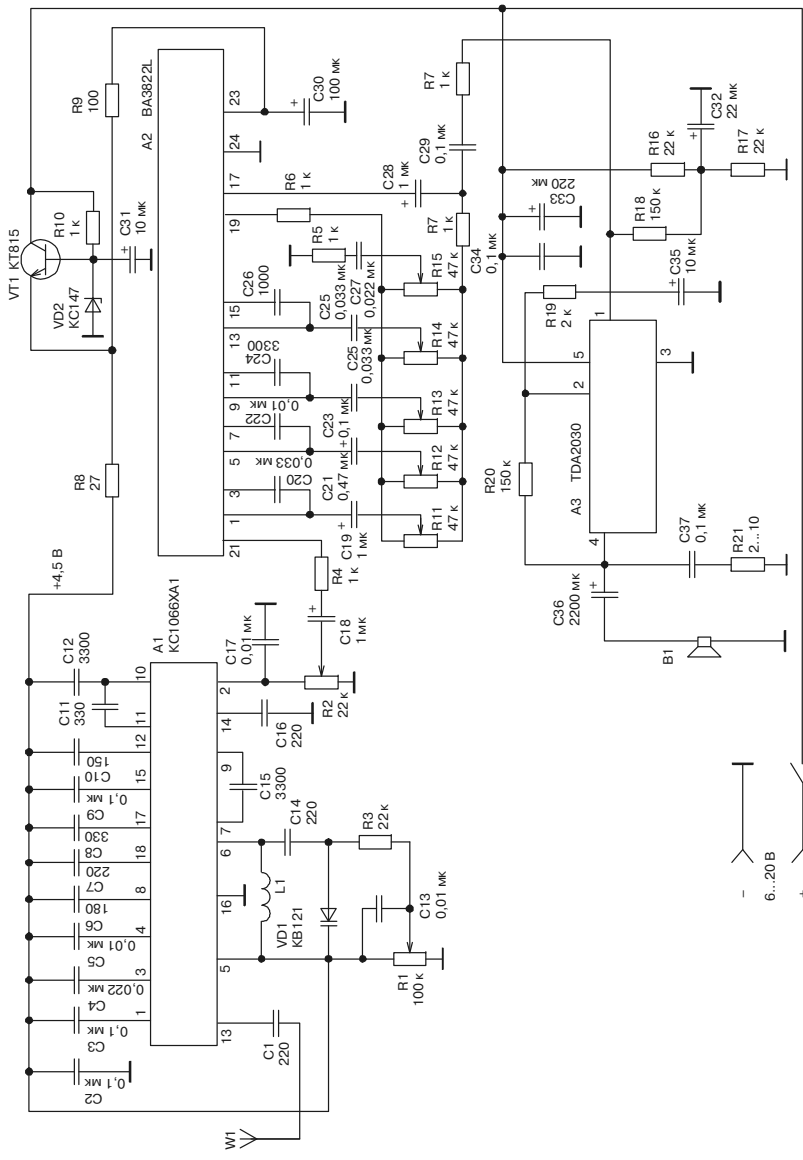 W1
C1
220
C2
0,1 мк
C3
0,1 мк
C4
0,022 мк
C5
0,01 мк
C6
180
C7
220
C8
330
C9
0,1 мк
C10
150
C11
330
C12
3300
+4,5 В
A1
КС1066ХА1
1
3
4
8
18
17
15
12
11
10
13
5
16
6
7
9
14
2
L1
VD1
КВ121
R1
100 к
C13
0,01 мк
R3
22 к
C14
220
C15
3300
C16
220
R2
22 к
C17
0,01 мк
C18
1 мк
R4
1 к
R8
27
VT1 КТ815
VD2
КС147
R10
1 к
C31
10 мк
R9
100
A2
BA3822L
21
1
3
5
7
9
11
13
15
19
17
24
23
C19
1 мк
C20
0,033 мк
C21
0,47 мк
C22
0,01 мк
C23
0,1 мк
C24
3300
C25
0,033 мк
C26
1000
C25
0,033 мк
C27
0,022 мк
R5
1 к
R6
1 к
C30
100 мк
R11
47 к
R12
47 к
R13
47 к
R14
47 к
R15
47 к
R7
1 к
C28
1 мк
C29
0,1 мк
R7
1 к
C34
0,1 мк
C33
220 мк
R16
22 к
C32
22 мк
R17
22 к
R18
150 к
R19
2 к
C35
10 мк
R20
150 к
A3
TDA2030
4
2
5
1
3
C36
2200 мк
C37
0,1 мк
R21
2...10
B1
–
6...20 В
+